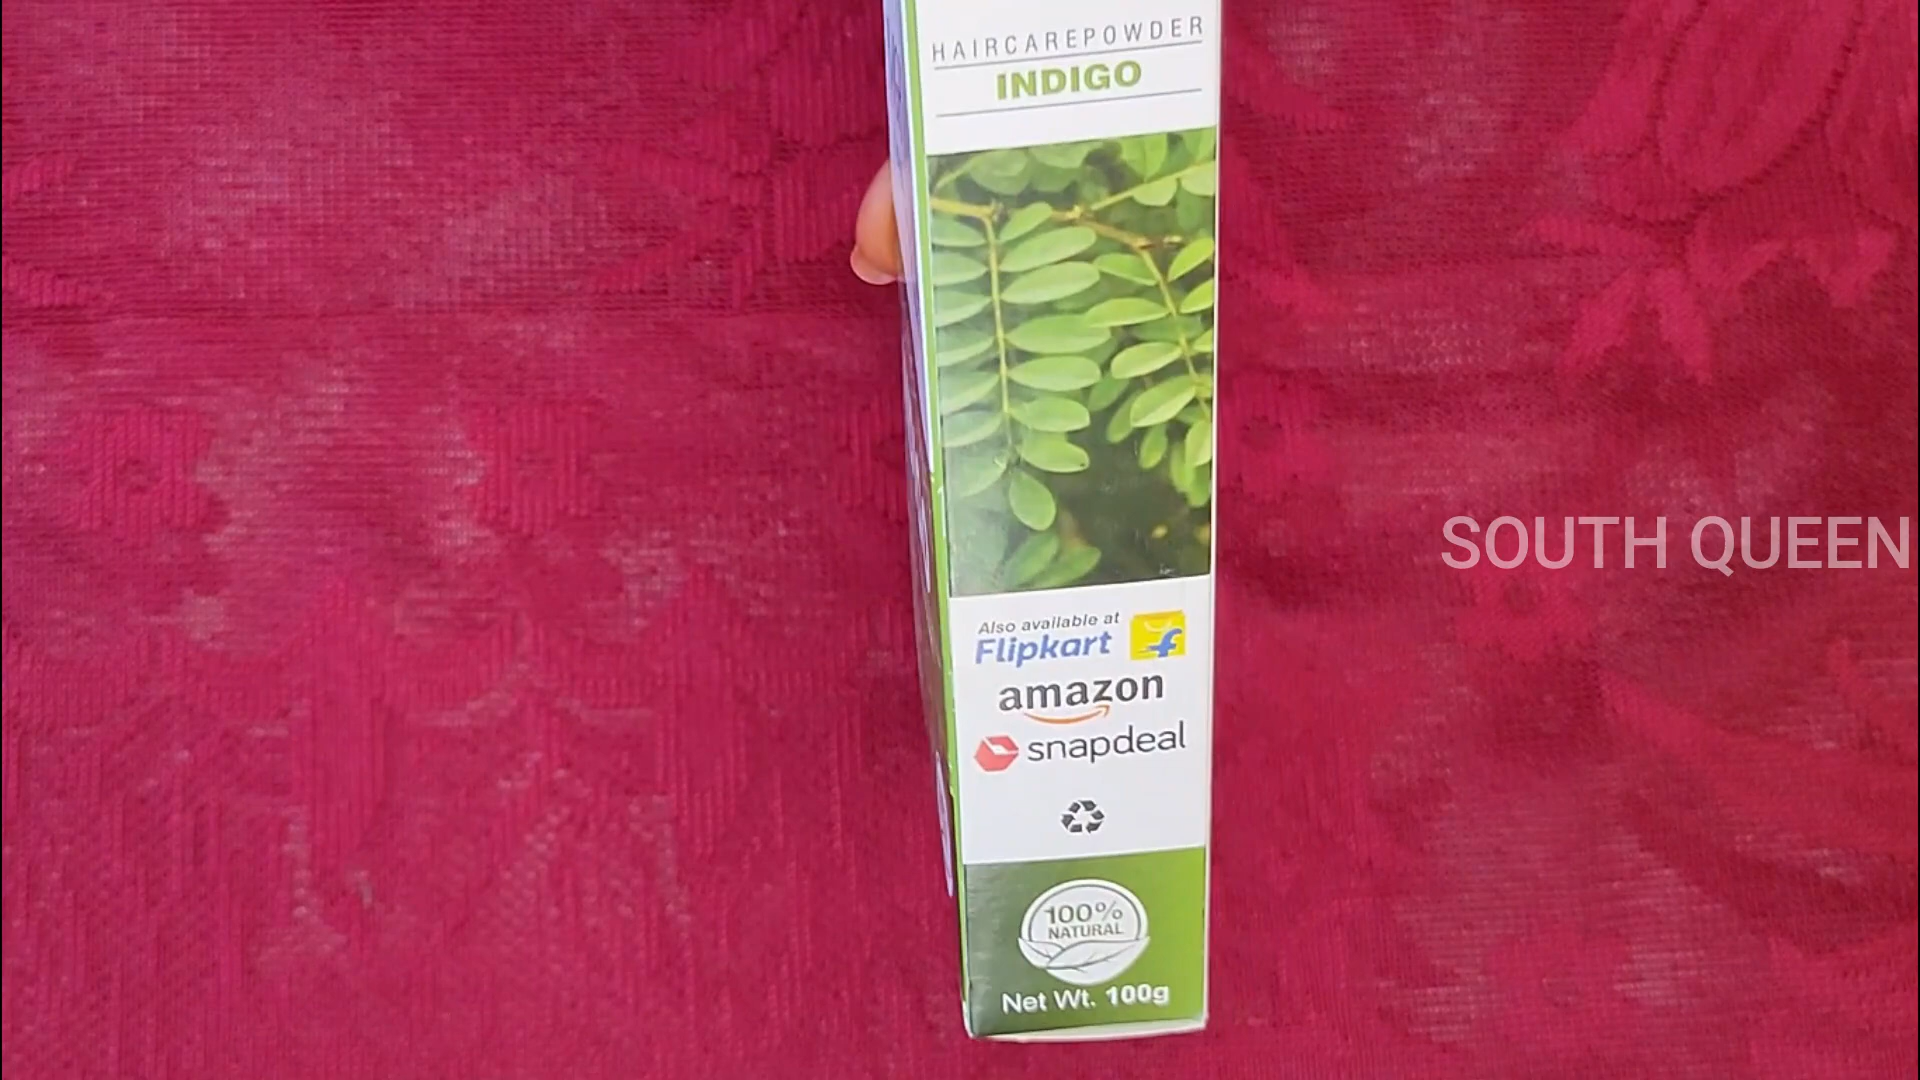 HAIRCAREPOWDER
INDIGO
Also available at
Flipkart
amazon
snapdeal
100%
NATURAL
Net Wt. 100g
SOUTH QUEEN